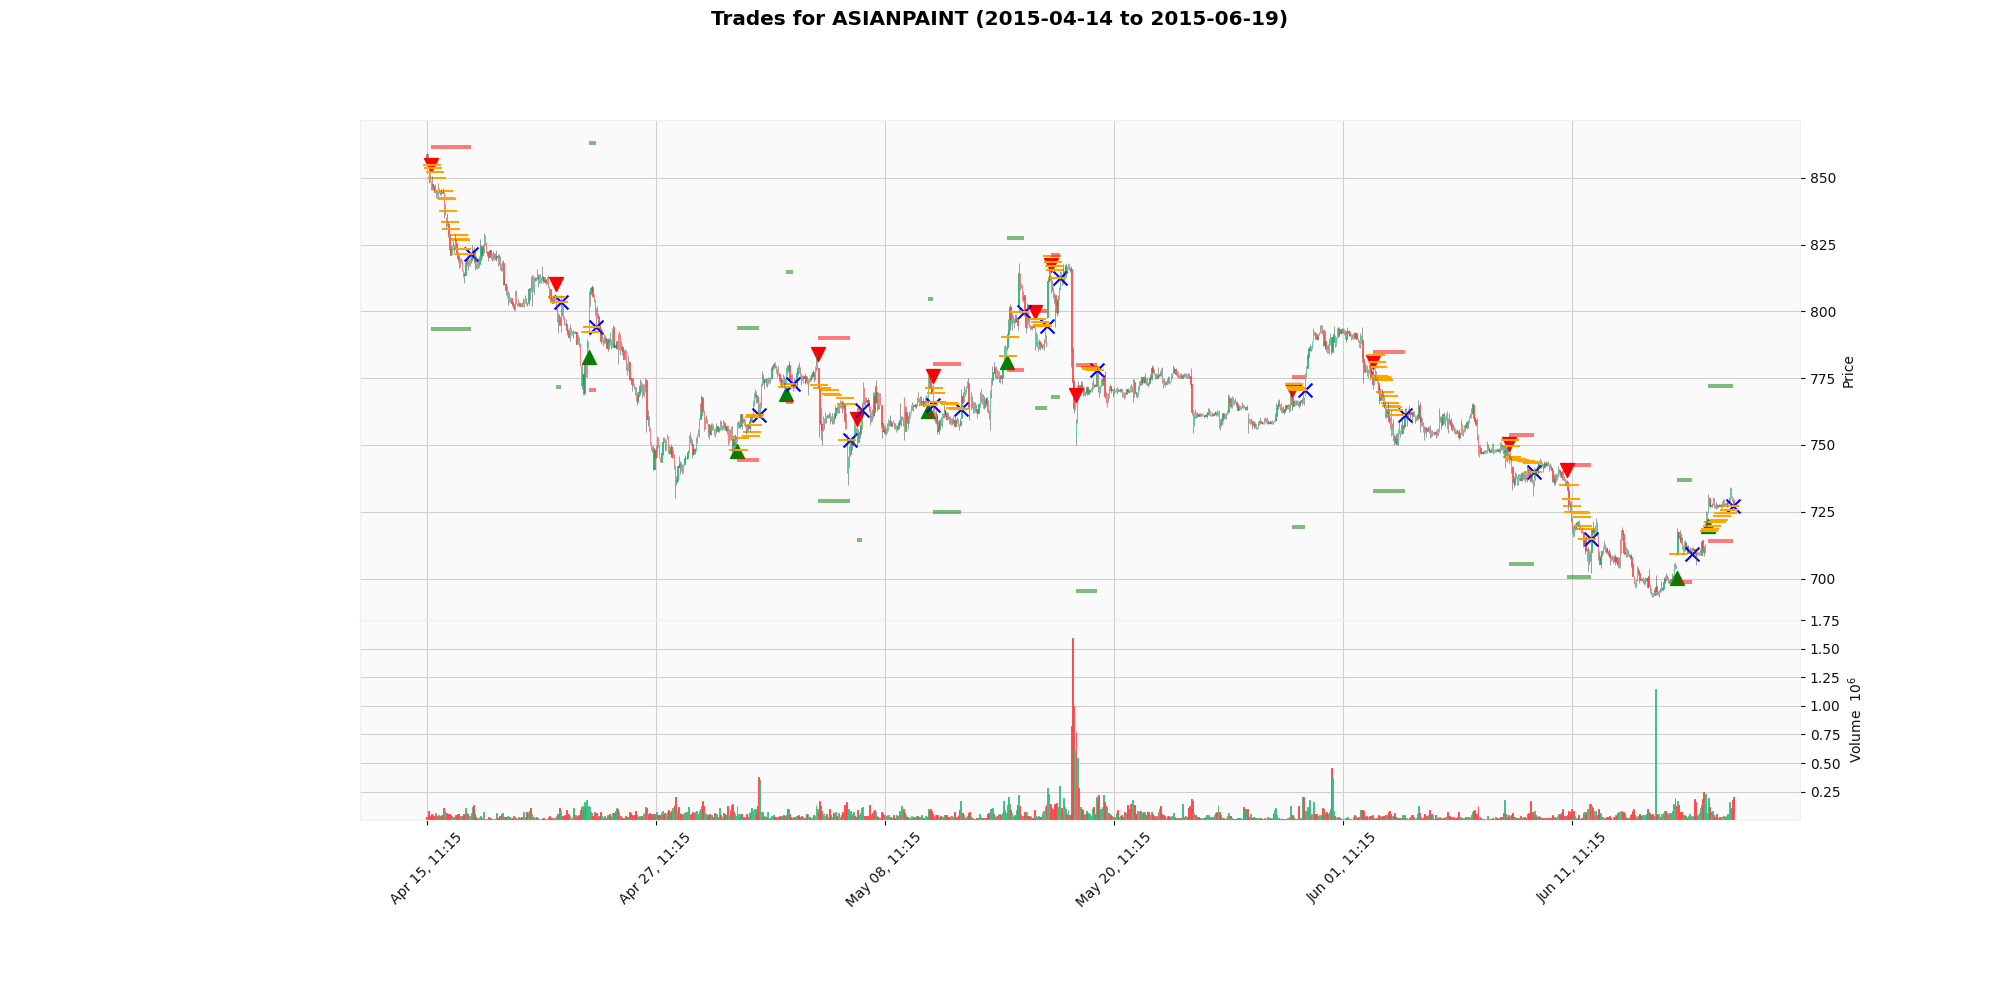 Trades for ASIANPAINT (2015-04-14 to 2015-06-19)
850
825
800
775
750
725
700
Price
1.75
1.50
1.25
1.00
0.75
0.50
0.25
Volume 10^6
Apr 15, 11:15
Apr 27, 11:15
May 08, 11:15
May 20, 11:15
Jun 01, 11:15
Jun 11, 11:15